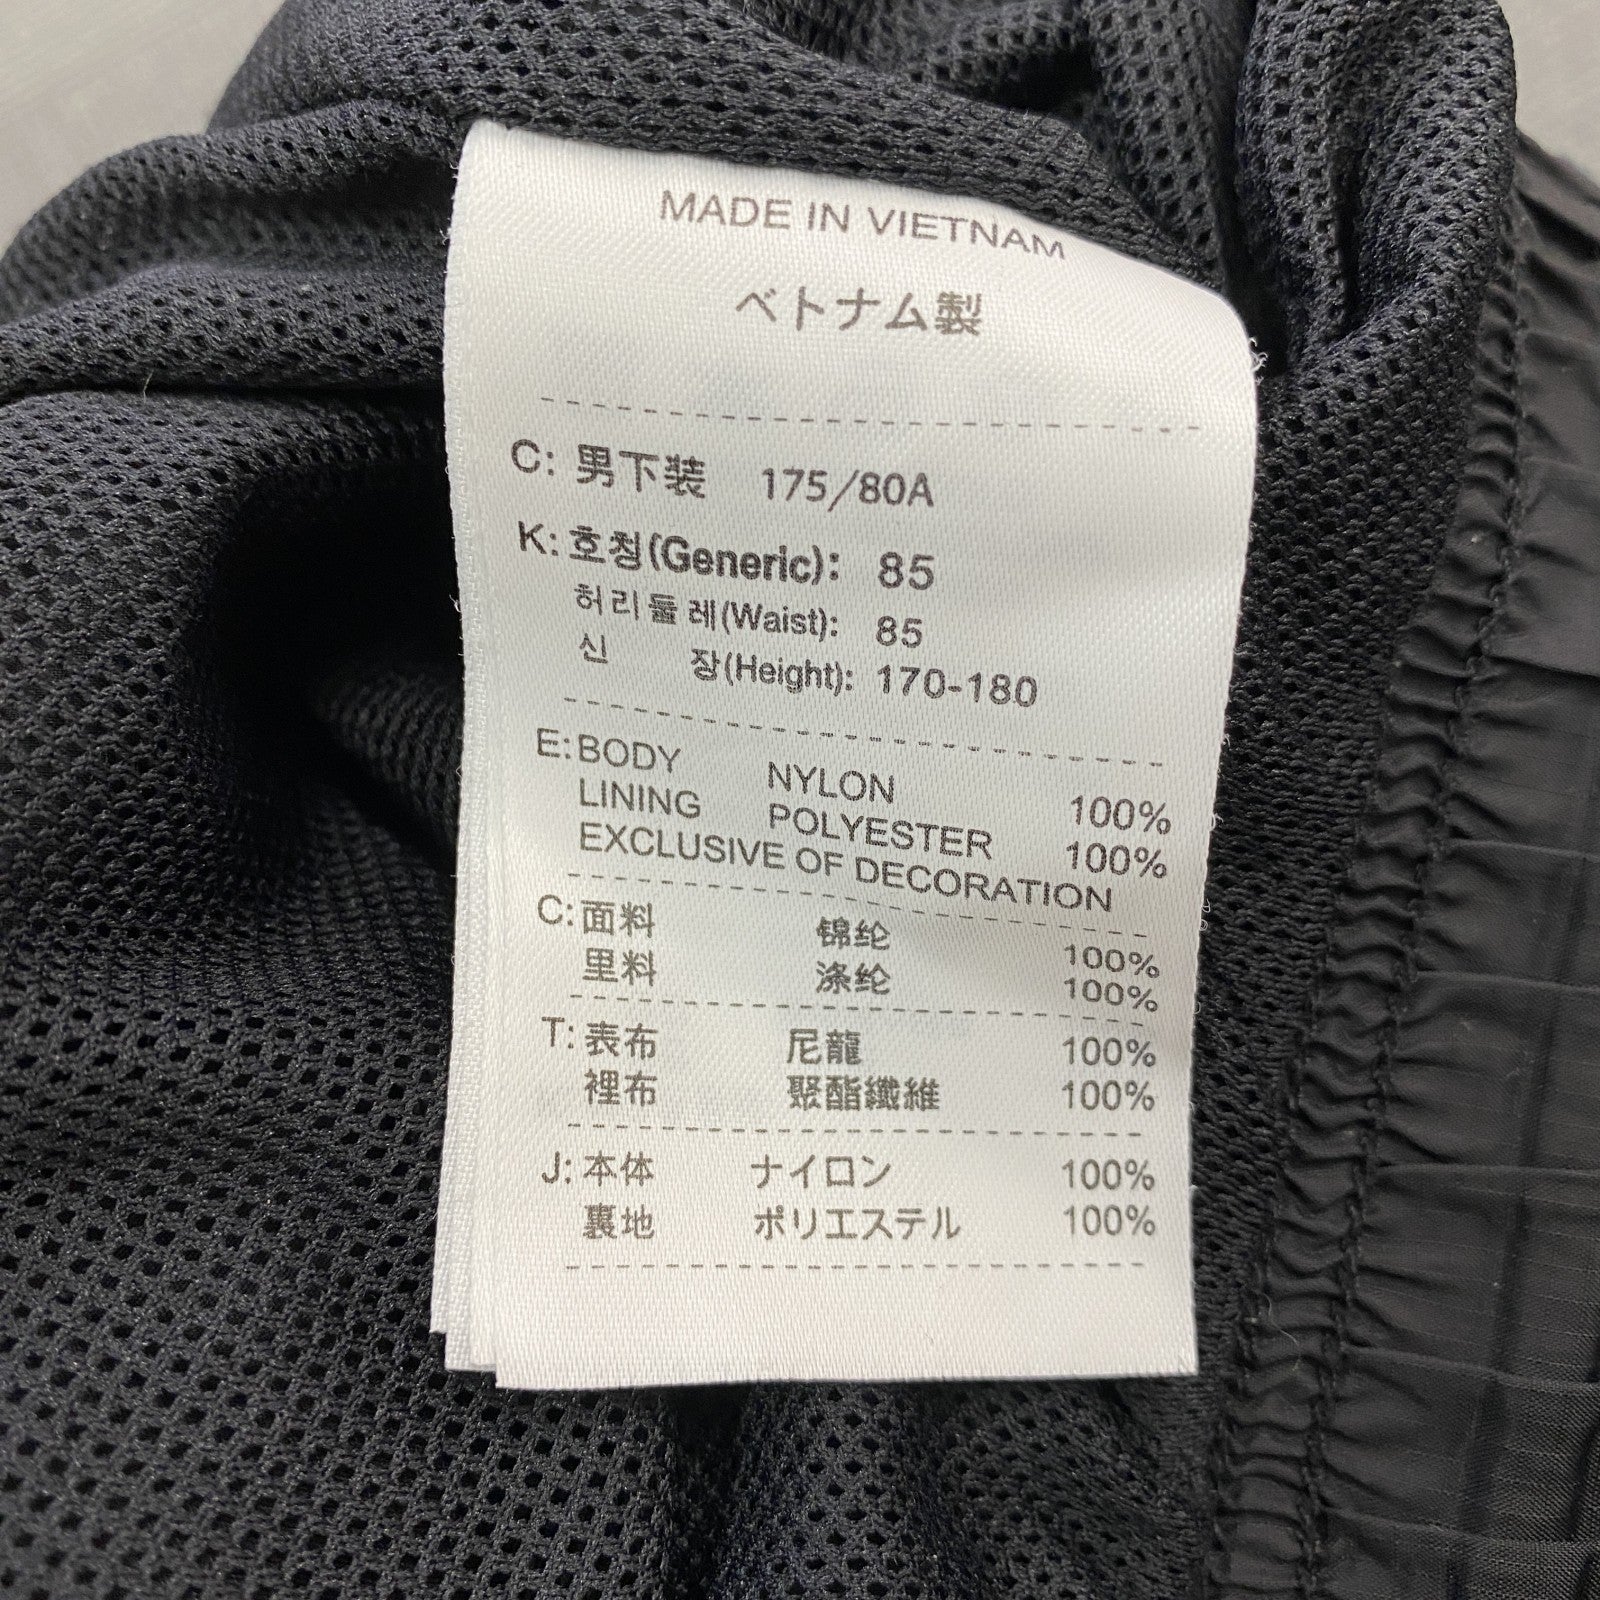 MADE IN VIETNAM
ベトナム製
C: 男下装 175/80A
K: 호칭(Generic): 85
허리둘레(Waist): 85
신 장(Height): 170-180
E: BODY NYLON 100%
LINING POLYESTER 100%
EXCLUSIVE OF DECORATION
C: 面料 锦纶 100%
里料 涤纶 100%
T: 表布 尼龍 100%
裡布 聚酯纖維 100%
J: 本体 ナイロン 100%
裏地 ポリエステル 100%